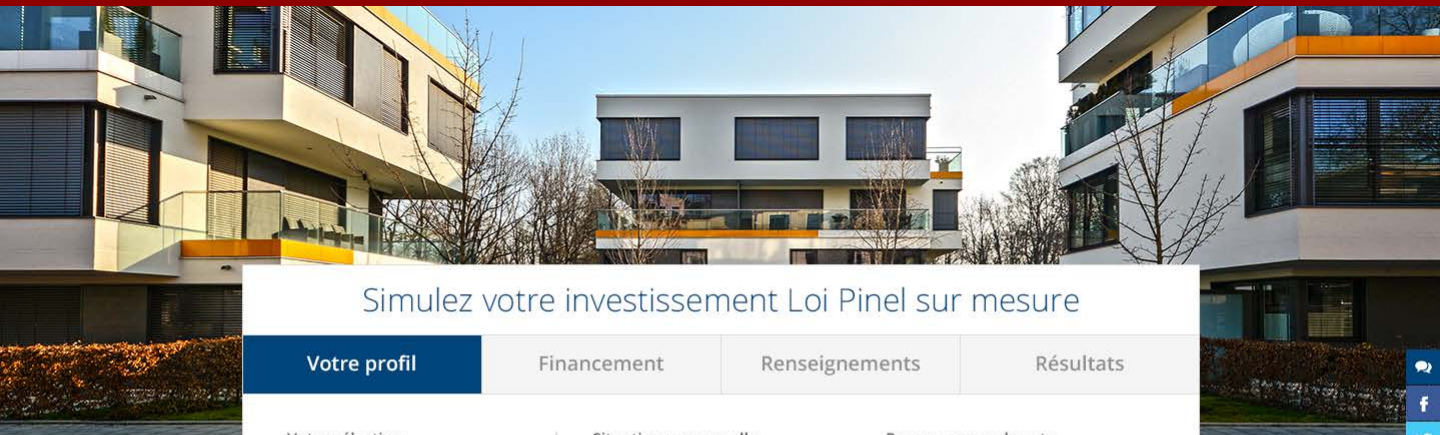 Simulez votre investissement Loi Pinel sur mesure
Votre profil
Financement
Renseignements
Résultats